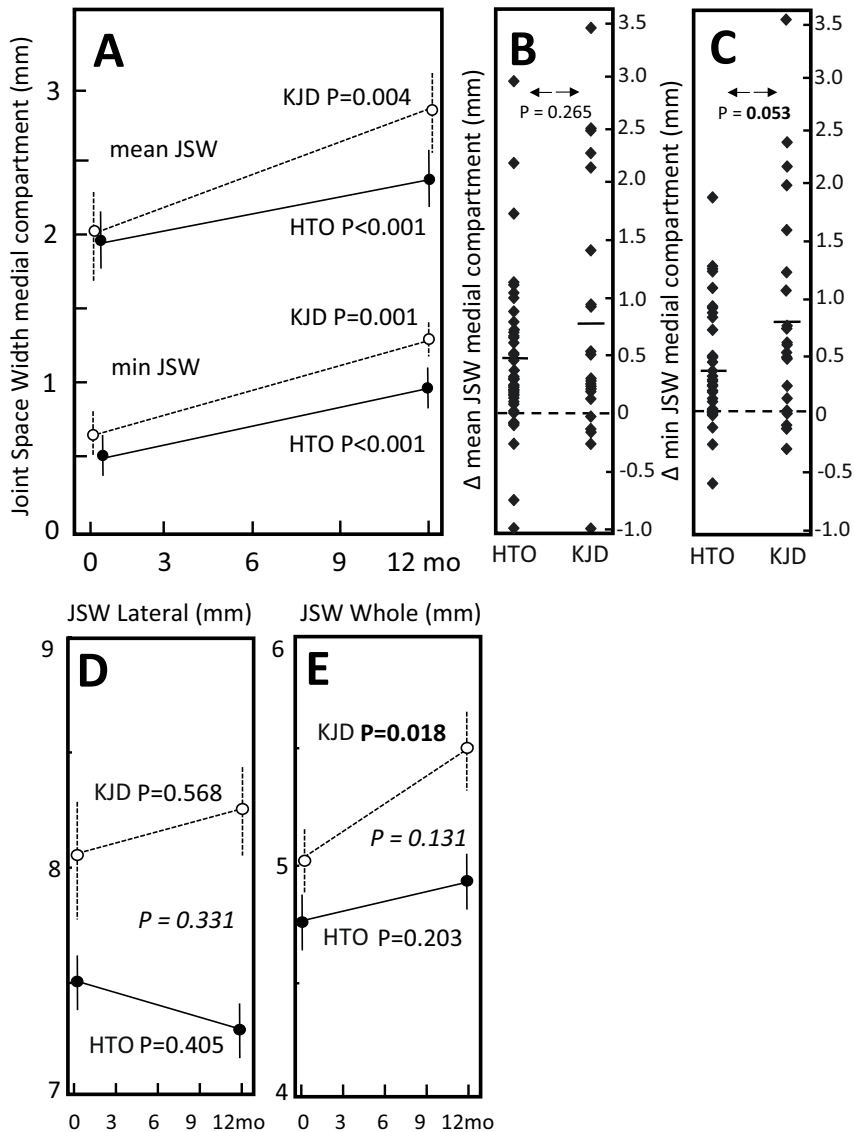 A
Joint Space Width medial compartment (mm)
3
2
1
0
KJD P=0.004
mean JSW
HTO P<0.001
KJD P=0.001
min JSW
HTO P<0.001
0 3 6 9 12 mo
B
Δ mean JSW medial compartment (mm)
P = 0.265
3.5
3.0
2.5
2.0
1.5
1.0
0.5
0
-0.5
-1.0
HTO KJD
C
Δ min JSW medial compartment (mm)
P = 0.053
3.5
3.0
2.5
2.0
1.5
1.0
0.5
0
-0.5
-1.0
HTO KJD
JSW Lateral (mm)
D
9
8
7
KJD P=0.568
P = 0.331
HTO P=0.405
0 3 6 9 12mo
JSW Whole (mm)
E
6
5
4
KJD P=0.018
P = 0.131
HTO P=0.203
0 3 6 9 12mo